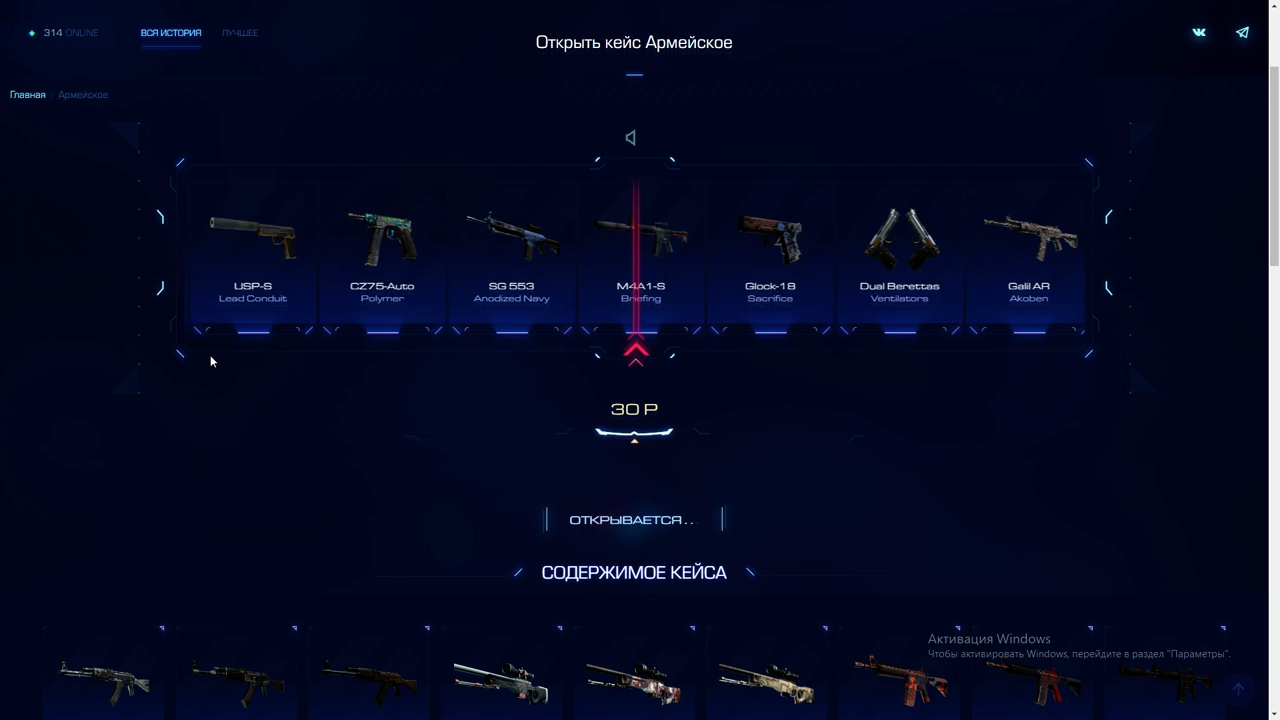 314 ONLINE
ВСЯ ИСТОРИЯ
ЛУЧШЕЕ
Открыть кейс Армейское
Главная
Армейское
USP-S
Lead Conduit
CZ75-Auto
Polymer
SG 553
Anodized Navy
M4A1-S
Briefing
Glock-18
Sacrifice
Dual Berettas
Ventilators
Galil AR
Akoben
30 Р
ОТКРЫВАЕТСЯ...
СОДЕРЖИМОЕ КЕЙСА
Активация Windows
Чтобы активировать Windows, перейдите в раздел "Параметры".